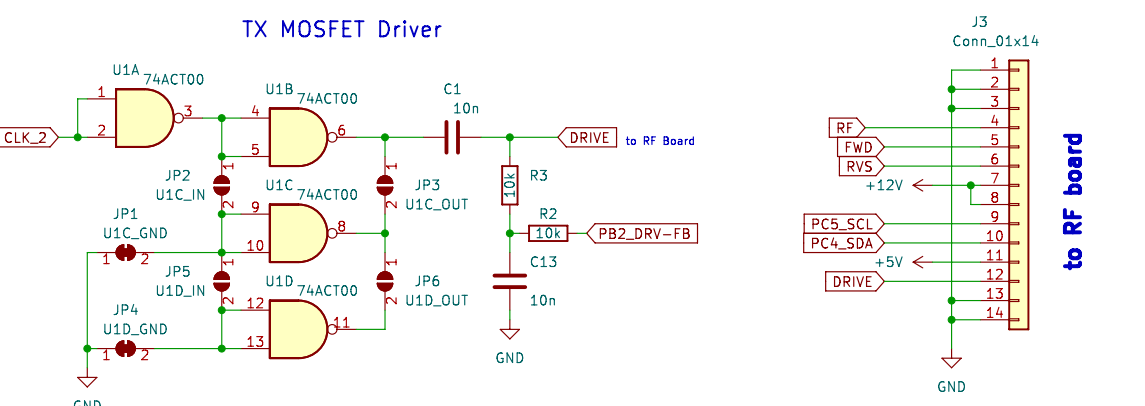 TX MOSFET Driver
J3
Conn_01x14
U1A
74ACT00
1
2
3
CLK_2
U1B
74ACT00
4
5
6
C1
10n
DRIVE
to RF Board
JP2
U1C_IN
1
2
JP3
U1C_OUT
1
2
10k
R3
U1C
74ACT00
9
10
8
R2
10k
PB2_DRV-FB
JP1
U1C_GND
1
2
JP5
U1D_IN
1
2
JP6
U1D_OUT
1
2
C13
10n
GND
U1D
74ACT00
12
13
11
JP4
U1D_GND
1
2
GND
1
2
3
RF
4
FWD
5
RVS
6
+12V
7
8
PC5_SCL
9
PC4_SDA
10
+5V
11
DRIVE
12
13
14
GND
to RF board